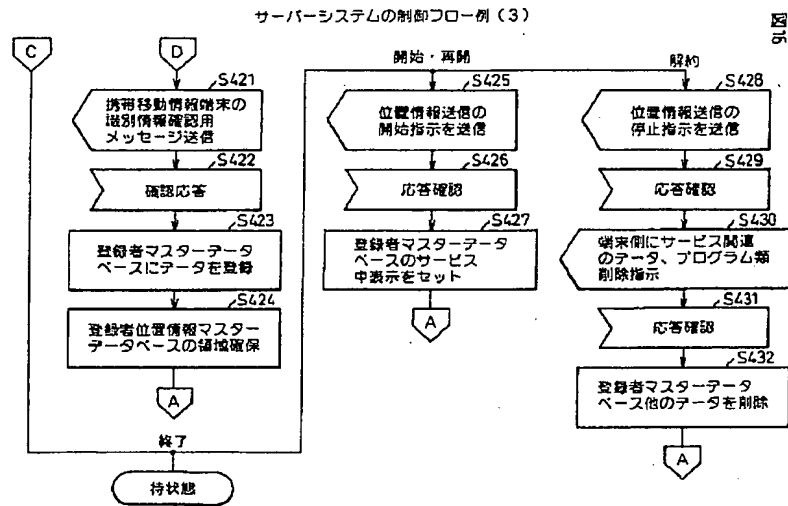 サーバーシステムの制御フロー例（3）
図15
C
D
S421
携帯移動情報端末の
識別情報確認用
メッセージ送信
S422
確認応答
S423
登録者マスターデータ
ベースにデータを登録
S424
登録者位置情報マスター
データベースの領域確保
A
終了
待状態
開始・再開
S425
位置情報送信の
開始指示を送信
S426
応答確認
S427
登録者マスターデータ
ベースのサービス
中表示をセット
A
解約
S428
位置情報送信の
停止指示を送信
S429
応答確認
S430
端末側にサービス関連
のデータ、プログラム類
削除指示
S431
応答確認
S432
登録者マスターデータ
ベース他のデータを削除
A